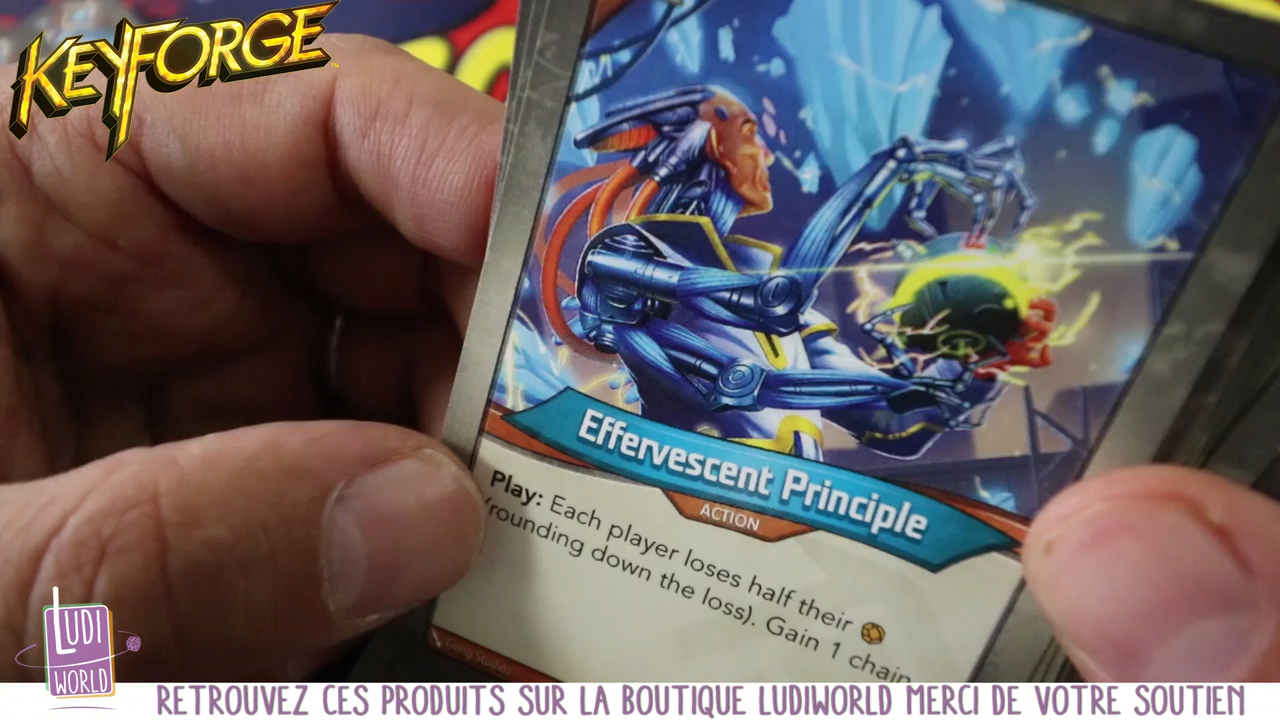 KEYFORGE
Effervescent Principle
ACTION
Play: Each player loses half their
(rounding down the loss). Gain 1 chain
LUDI
WORLD
RETROUVEZ CES PRODUITS SUR LA BOUTIQUE LUDIWORLD MERCI DE VOTRE SOUTIEN